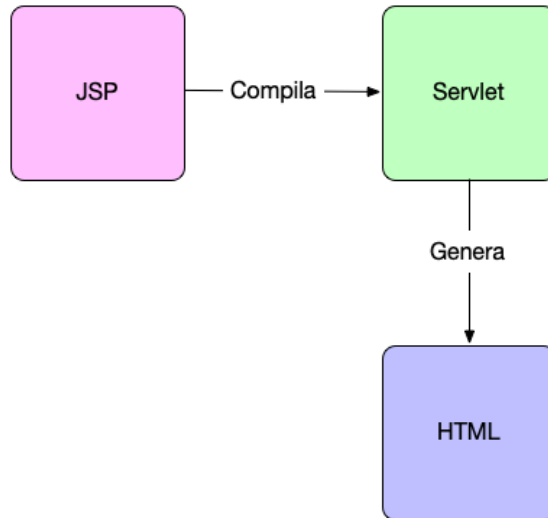 JSP
Compila
Servlet
Genera
HTML